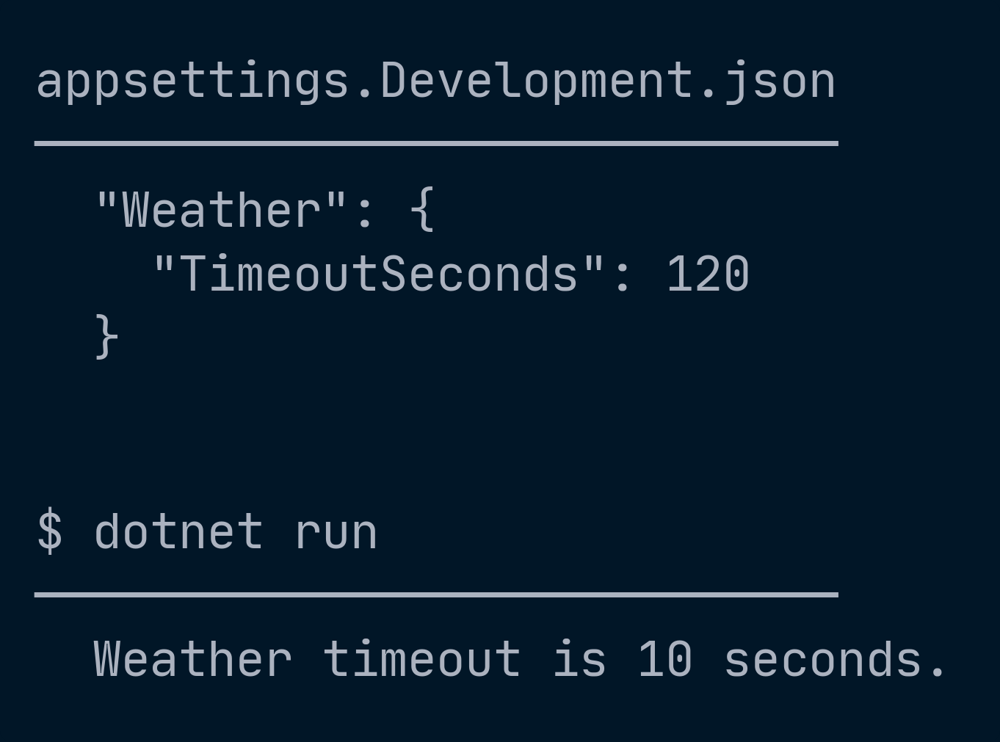 appsettings.Development.json
"Weather": {
"TimeoutSeconds": 120
}
$ dotnet run
Weather timeout is 10 seconds.